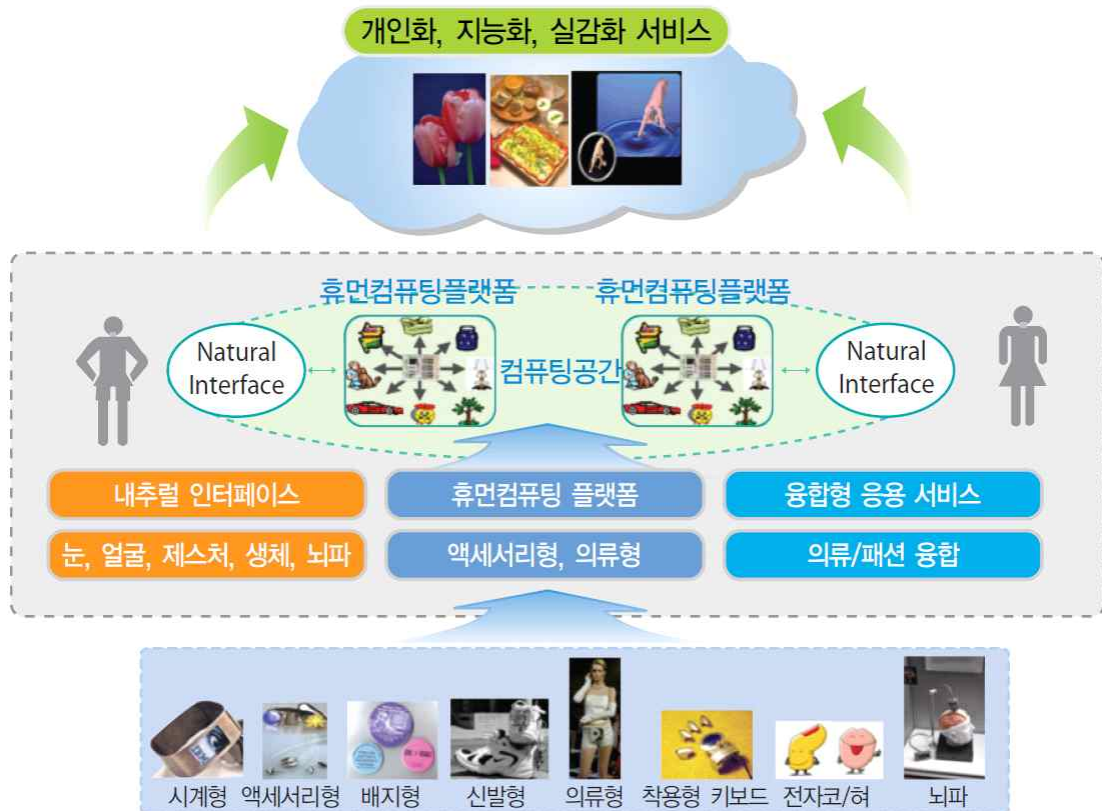 개인화, 지능화, 실감화 서비스
휴먼컴퓨팅플랫폼 휴먼컴퓨팅플랫폼
Natural
Interface
컴퓨팅공간
Natural
Interface
내추럴 인터페이스 휴먼컴퓨팅 플랫폼 융합형 응용 서비스
눈, 얼굴, 제스처, 생체, 뇌파 액세서리형, 의류형 의류/패션 융합
시계형 액세서리형 배지형 신발형 의류형 착용형 키보드 전자코/혀 뇌파